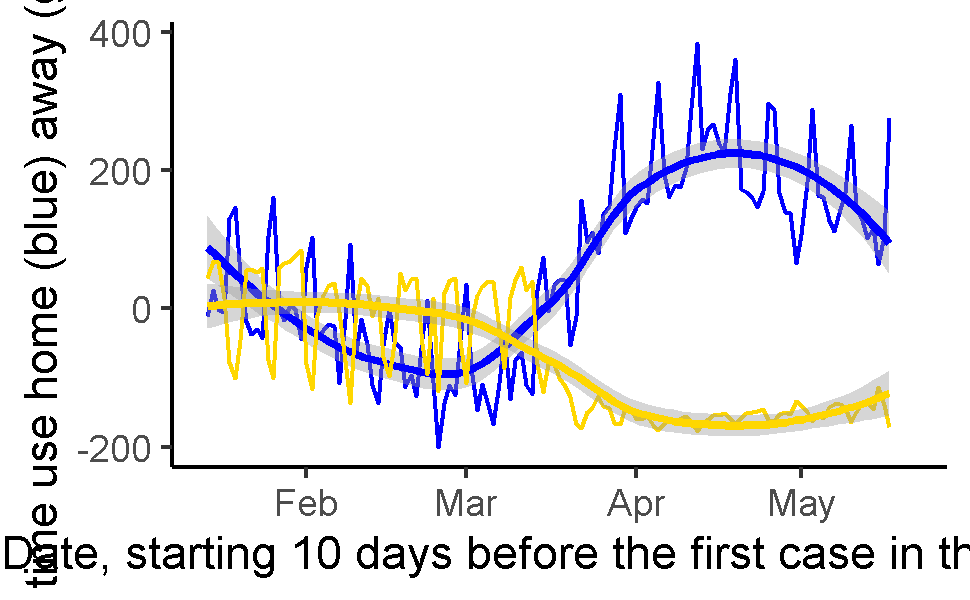 time use home (blue) away (
400
200
0
-200
Feb Mar Apr May
Date, starting 10 days before the first case in th